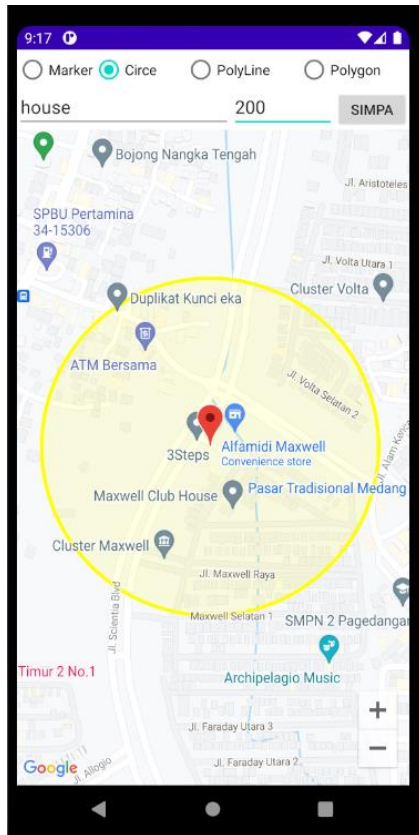 9:17
Marker Circe PolyLine Polygon
house 200 SIMPA
Bojong Nangka Tengah
Jl. Aristoteles
SPBU Pertamina
34-15306
Jl. Volta Utara 1
Cluster Volta
Duplikat Kunci eka
ATM Bersama
Jl. Volta Selatan 2
Jl. Alam Kerica
Alfamidi Maxwell
Convenience store
3Steps
Maxwell Club House
Pasar Tradisional Medang
Cluster Maxwell
Jl. Maxwell Raya
Maxwell Selatan 1
Jl. Scientia Blvd
SMPN 2 Pagedangan
Timur 2 No.1
Archipelagio Music
Jl. Faraday Utara 3
Google
Jl. Allogio
Jl. Faraday Utara 2